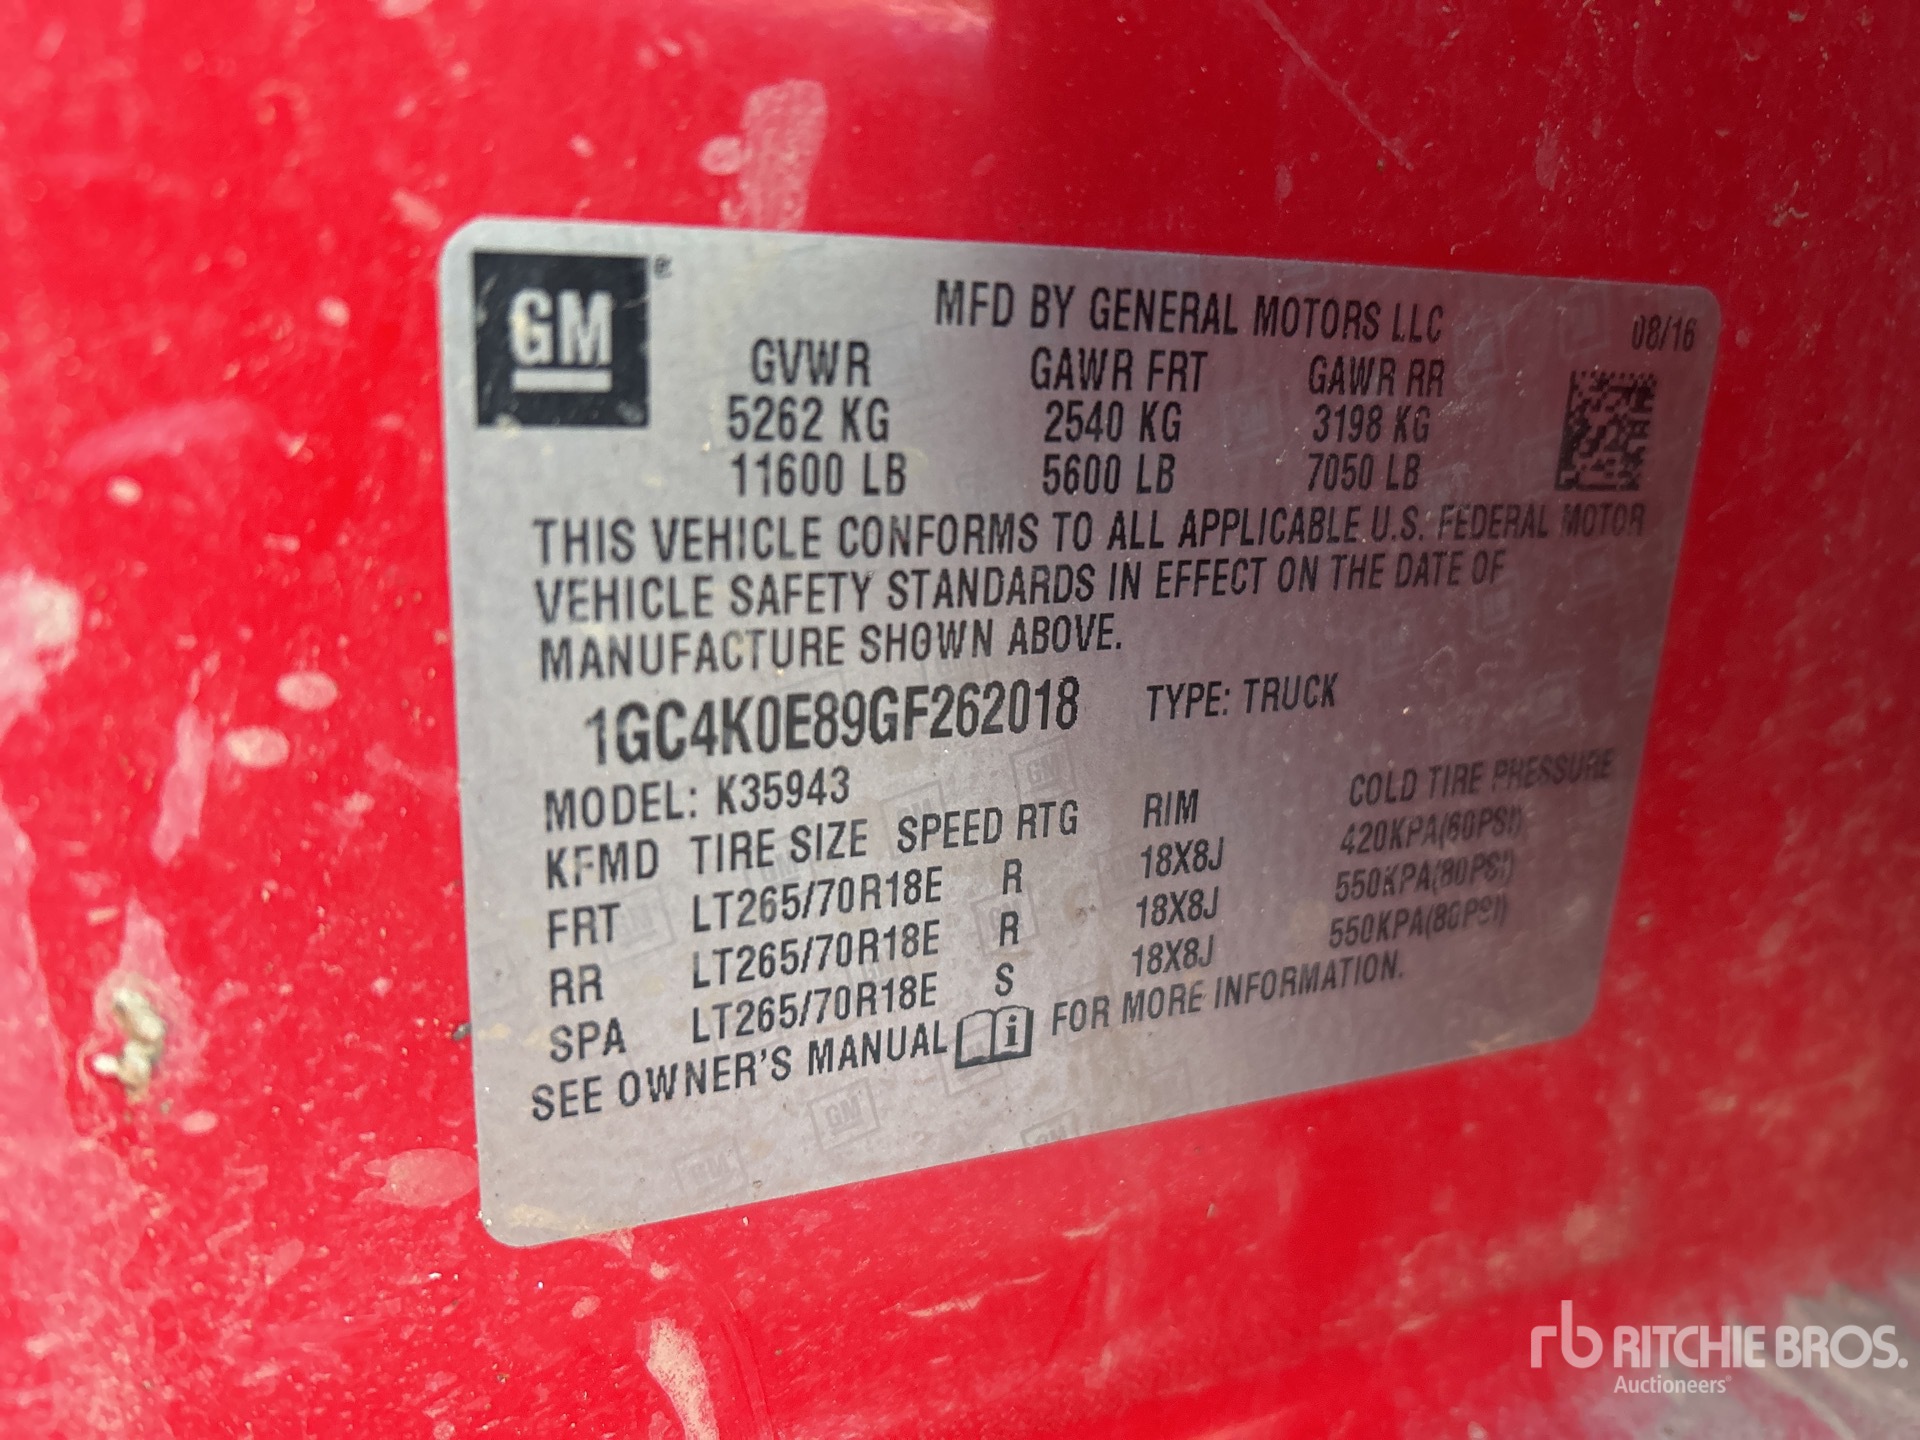 GM
MFD BY GENERAL MOTORS LLC
08/16
GVWR GAWR FRT GAWR RR
5262 KG 2540 KG 3198 KG
11600 LB 5600 LB 7050 LB
THIS VEHICLE CONFORMS TO ALL APPLICABLE U.S. FEDERAL MOTOR
VEHICLE SAFETY STANDARDS IN EFFECT ON THE DATE OF
MANUFACTURE SHOWN ABOVE.
1GC4K0E89GF262018 TYPE: TRUCK
MODEL: K35943
KFMD TIRE SIZE SPEED RTG RIM COLD TIRE PRESSURE
FRT LT265/70R18E R 18X8J 420KPA(60PSI)
RR LT265/70R18E R 18X8J 550KPA(80PSI)
SPA LT265/70R18E S 18X8J 550KPA(80PSI)
SEE OWNER'S MANUAL FOR MORE INFORMATION.
rb RITCHIE BROS.
Auctioneers